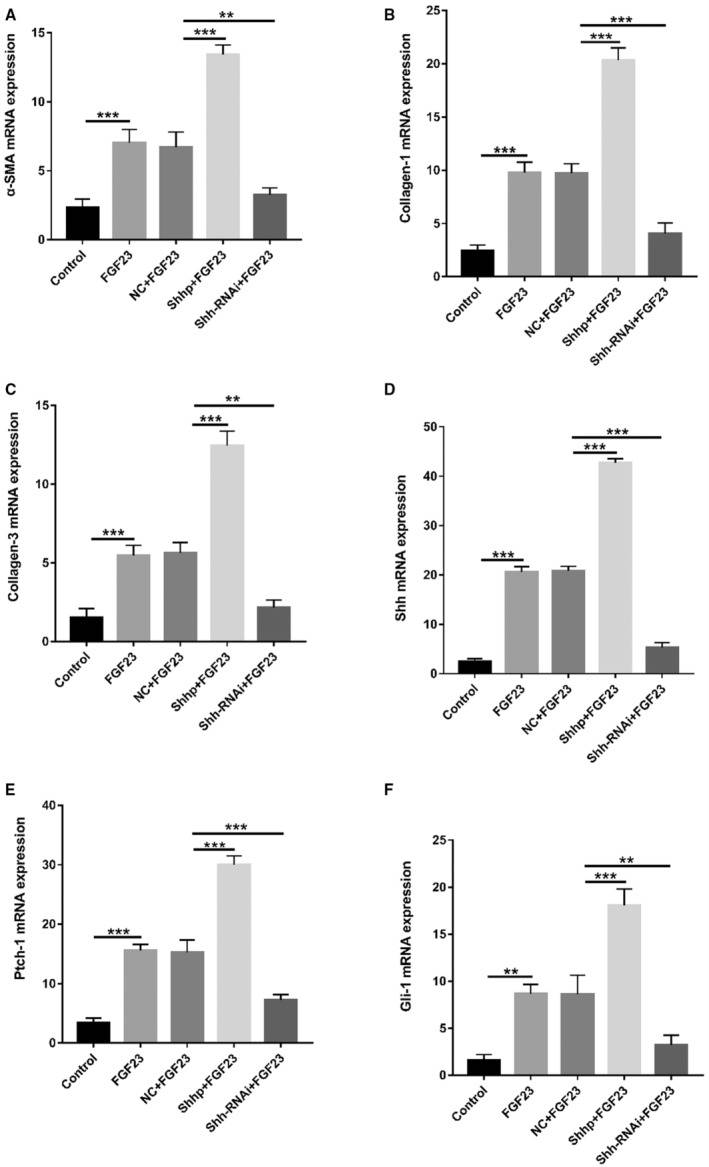 A
α-SMA mRNA expression
15
10
5
0
***
***
**
Control
FGF23
NC+FGF23
Shhp+FGF23
Shh-RNAi+FGF23
B
Collagen-1 mRNA expression
25
20
15
10
5
0
***
***
***
Control
FGF23
NC+FGF23
Shhp+FGF23
Shh-RNAi+FGF23
C
Collagen-3 mRNA expression
15
10
5
0
***
***
**
Control
FGF23
NC+FGF23
Shhp+FGF23
Shh-RNAi+FGF23
D
Shh mRNA expression
50
40
30
20
10
0
***
***
***
Control
FGF23
NC+FGF23
Shhp+FGF23
Shh-RNAi+FGF23
E
Ptch-1 mRNA expression
40
30
20
10
0
***
***
***
Control
FGF23
NC+FGF23
Shhp+FGF23
Shh-RNAi+FGF23
F
Gli-1 mRNA expression
25
20
15
10
5
0
**
***
**
Control
FGF23
NC+FGF23
Shhp+FGF23
Shh-RNAi+FGF23